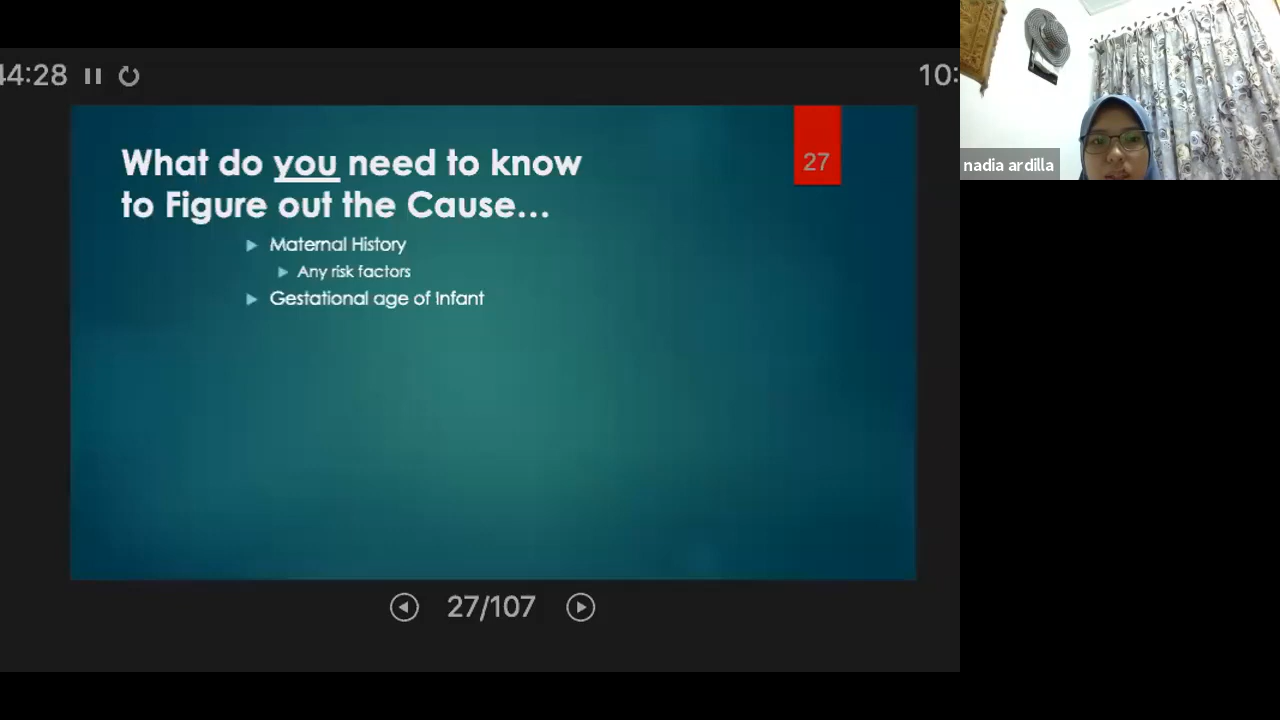 44:28
10:
What do you need to know
to Figure out the Cause...
27
Maternal History
Any risk factors
Gestational age of Infant
27/107
nadia ardilla